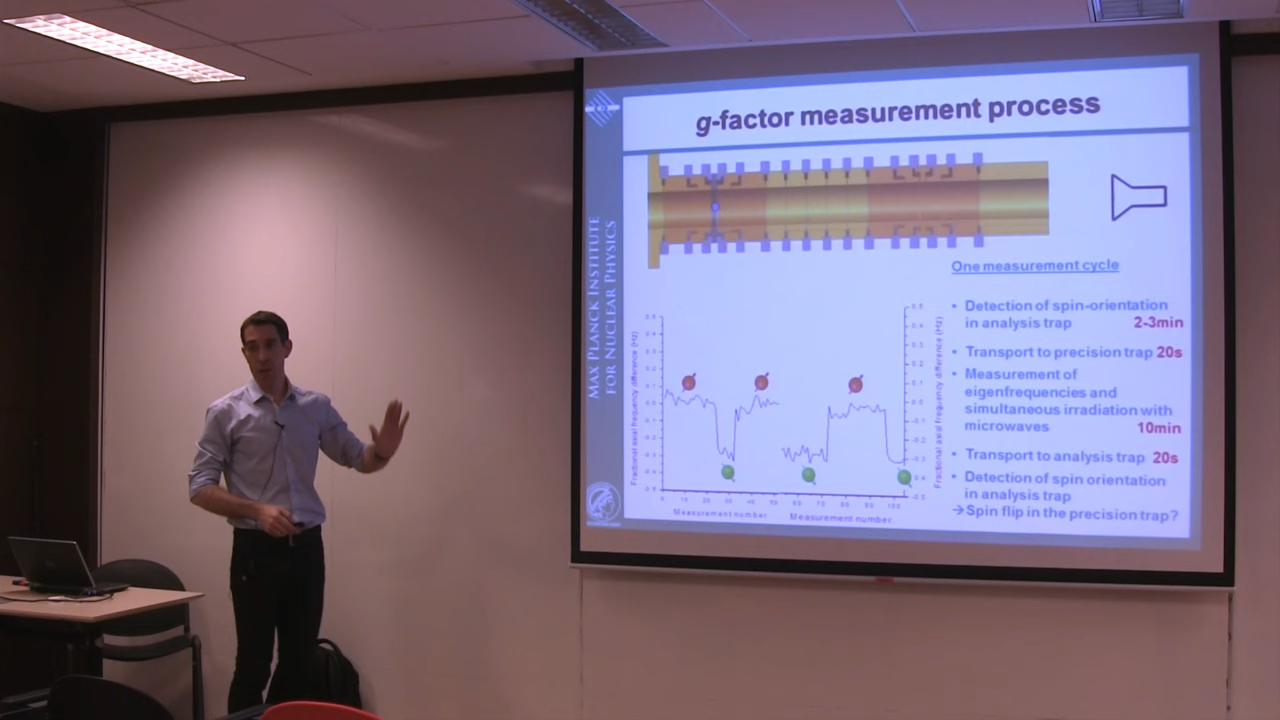 g-factor measurement process
MAX PLANCK INSTITUTE
FOR NUCLEAR PHYSICS
One measurement cycle
• Detection of spin-orientation
in analysis trap 2-3min
• Transport to precision trap 20s
• Measurement of
eigenfrequencies and
simultaneous irradiation with
microwaves 10min
• Transport to analysis trap 20s
• Detection of spin orientation
in analysis trap
→Spin flip in the precision trap?
Fractional axial frequency difference (Hz)
Measurement number
Measurement number
Fractional axial frequency difference (Hz)